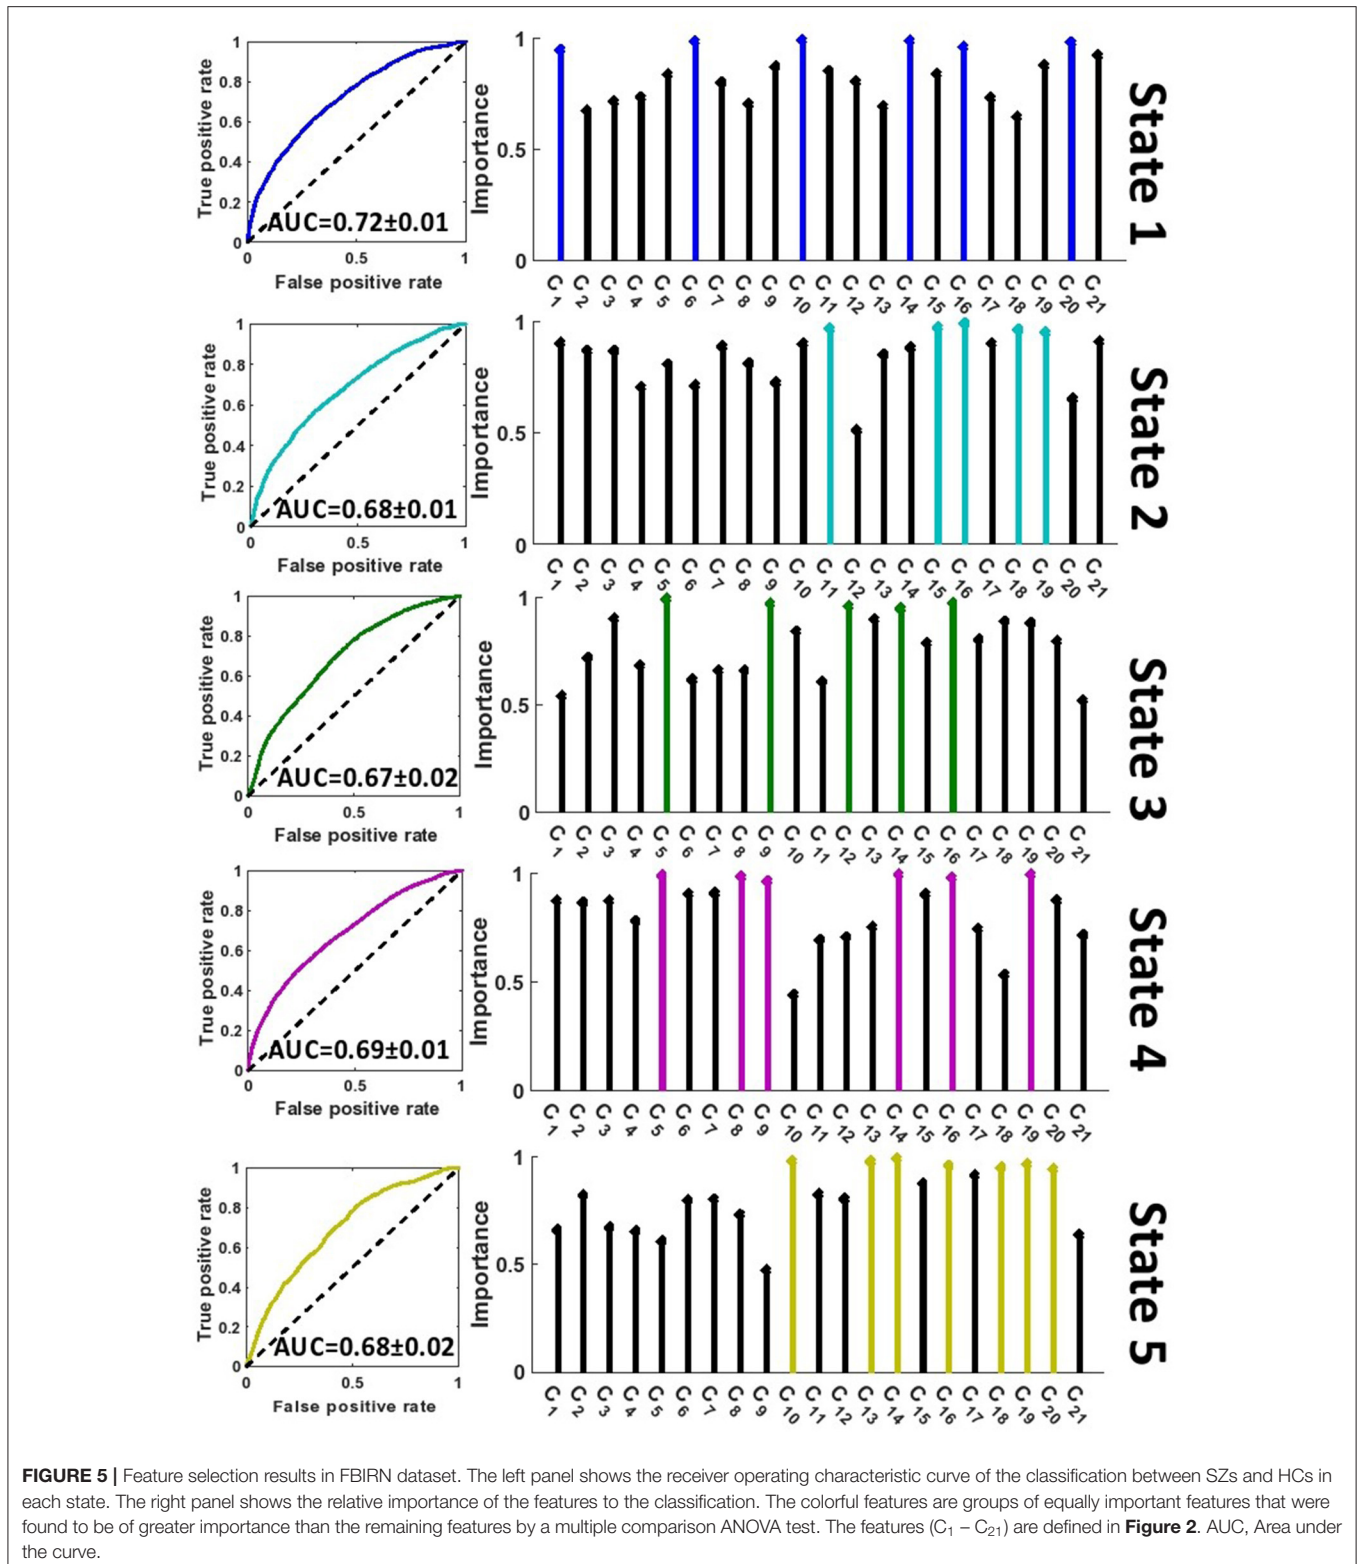 1
0.8
0.6
0.4
0.2
0
True positive rate
AUC=0.72±0.01
0
0.5
1
False positive rate
Importance
1
0.5
0
C1 C2 C3 C4 C5 C6 C7 C8 C9 C10 C11 C12 C13 C14 C15 C16 C17 C18 C19 C20 C21
State 1
1
0.8
0.6
0.4
0.2
0
True positive rate
AUC=0.68±0.01
0
0.5
1
False positive rate
Importance
1
0.5
0
C1 C2 C3 C4 C5 C6 C7 C8 C9 C10 C11 C12 C13 C14 C15 C16 C17 C18 C19 C20 C21
State 2
1
0.8
0.6
0.4
0.2
0
True positive rate
AUC=0.67±0.02
0
0.5
1
False positive rate
Importance
1
0.5
0
C1 C2 C3 C4 C5 C6 C7 C8 C9 C10 C11 C12 C13 C14 C15 C16 C17 C18 C19 C20 C21
State 3
1
0.8
0.6
0.4
0.2
0
True positive rate
AUC=0.69±0.01
0
0.5
1
False positive rate
Importance
1
0.5
0
C1 C2 C3 C4 C5 C6 C7 C8 C9 C10 C11 C12 C13 C14 C15 C16 C17 C18 C19 C20 C21
State 4
1
0.8
0.6
0.4
0.2
0
True positive rate
AUC=0.68±0.02
0
0.5
1
False positive rate
Importance
1
0.5
0
C1 C2 C3 C4 C5 C6 C7 C8 C9 C10 C11 C12 C13 C14 C15 C16 C17 C18 C19 C20 C21
State 5
FIGURE 5 | Feature selection results in FBIRN dataset. The left panel shows the receiver operating characteristic curve of the classification between SZs and HCs in
each state. The right panel shows the relative importance of the features to the classification. The colorful features are groups of equally important features that were
found to be of greater importance than the remaining features by a multiple comparison ANOVA test. The features (C₁ – C₂₁) are defined in Figure 2. AUC, Area under
the curve.